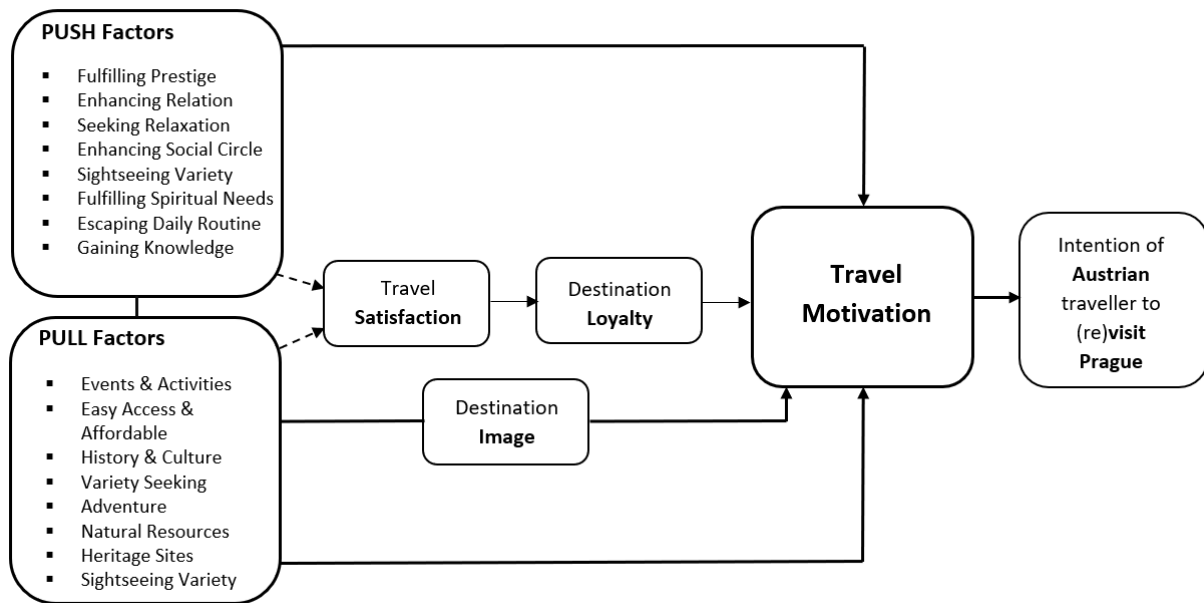 PUSH Factors
▪ Fulfilling Prestige
▪ Enhancing Relation
▪ Seeking Relaxation
▪ Enhancing Social Circle
▪ Sightseeing Variety
▪ Fulfilling Spiritual Needs
▪ Escaping Daily Routine
▪ Gaining Knowledge
PULL Factors
▪ Events & Activities
▪ Easy Access &
Affordable
▪ History & Culture
▪ Variety Seeking
▪ Adventure
▪ Natural Resources
▪ Heritage Sites
▪ Sightseeing Variety
Travel
Satisfaction
Destination
Loyalty
Destination
Image
Travel
Motivation
Intention of
Austrian
traveller to
(re)visit
Prague